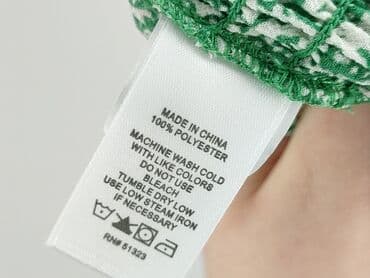 MADE IN CHINA
100% POLYESTER
MACHINE WASH COLD
WITH LIKE COLORS
DO NOT USE
BLEACH
TUMBLE DRY LOW
USE LOW STEAM IRON
IF NECESSARY
RN# 51323